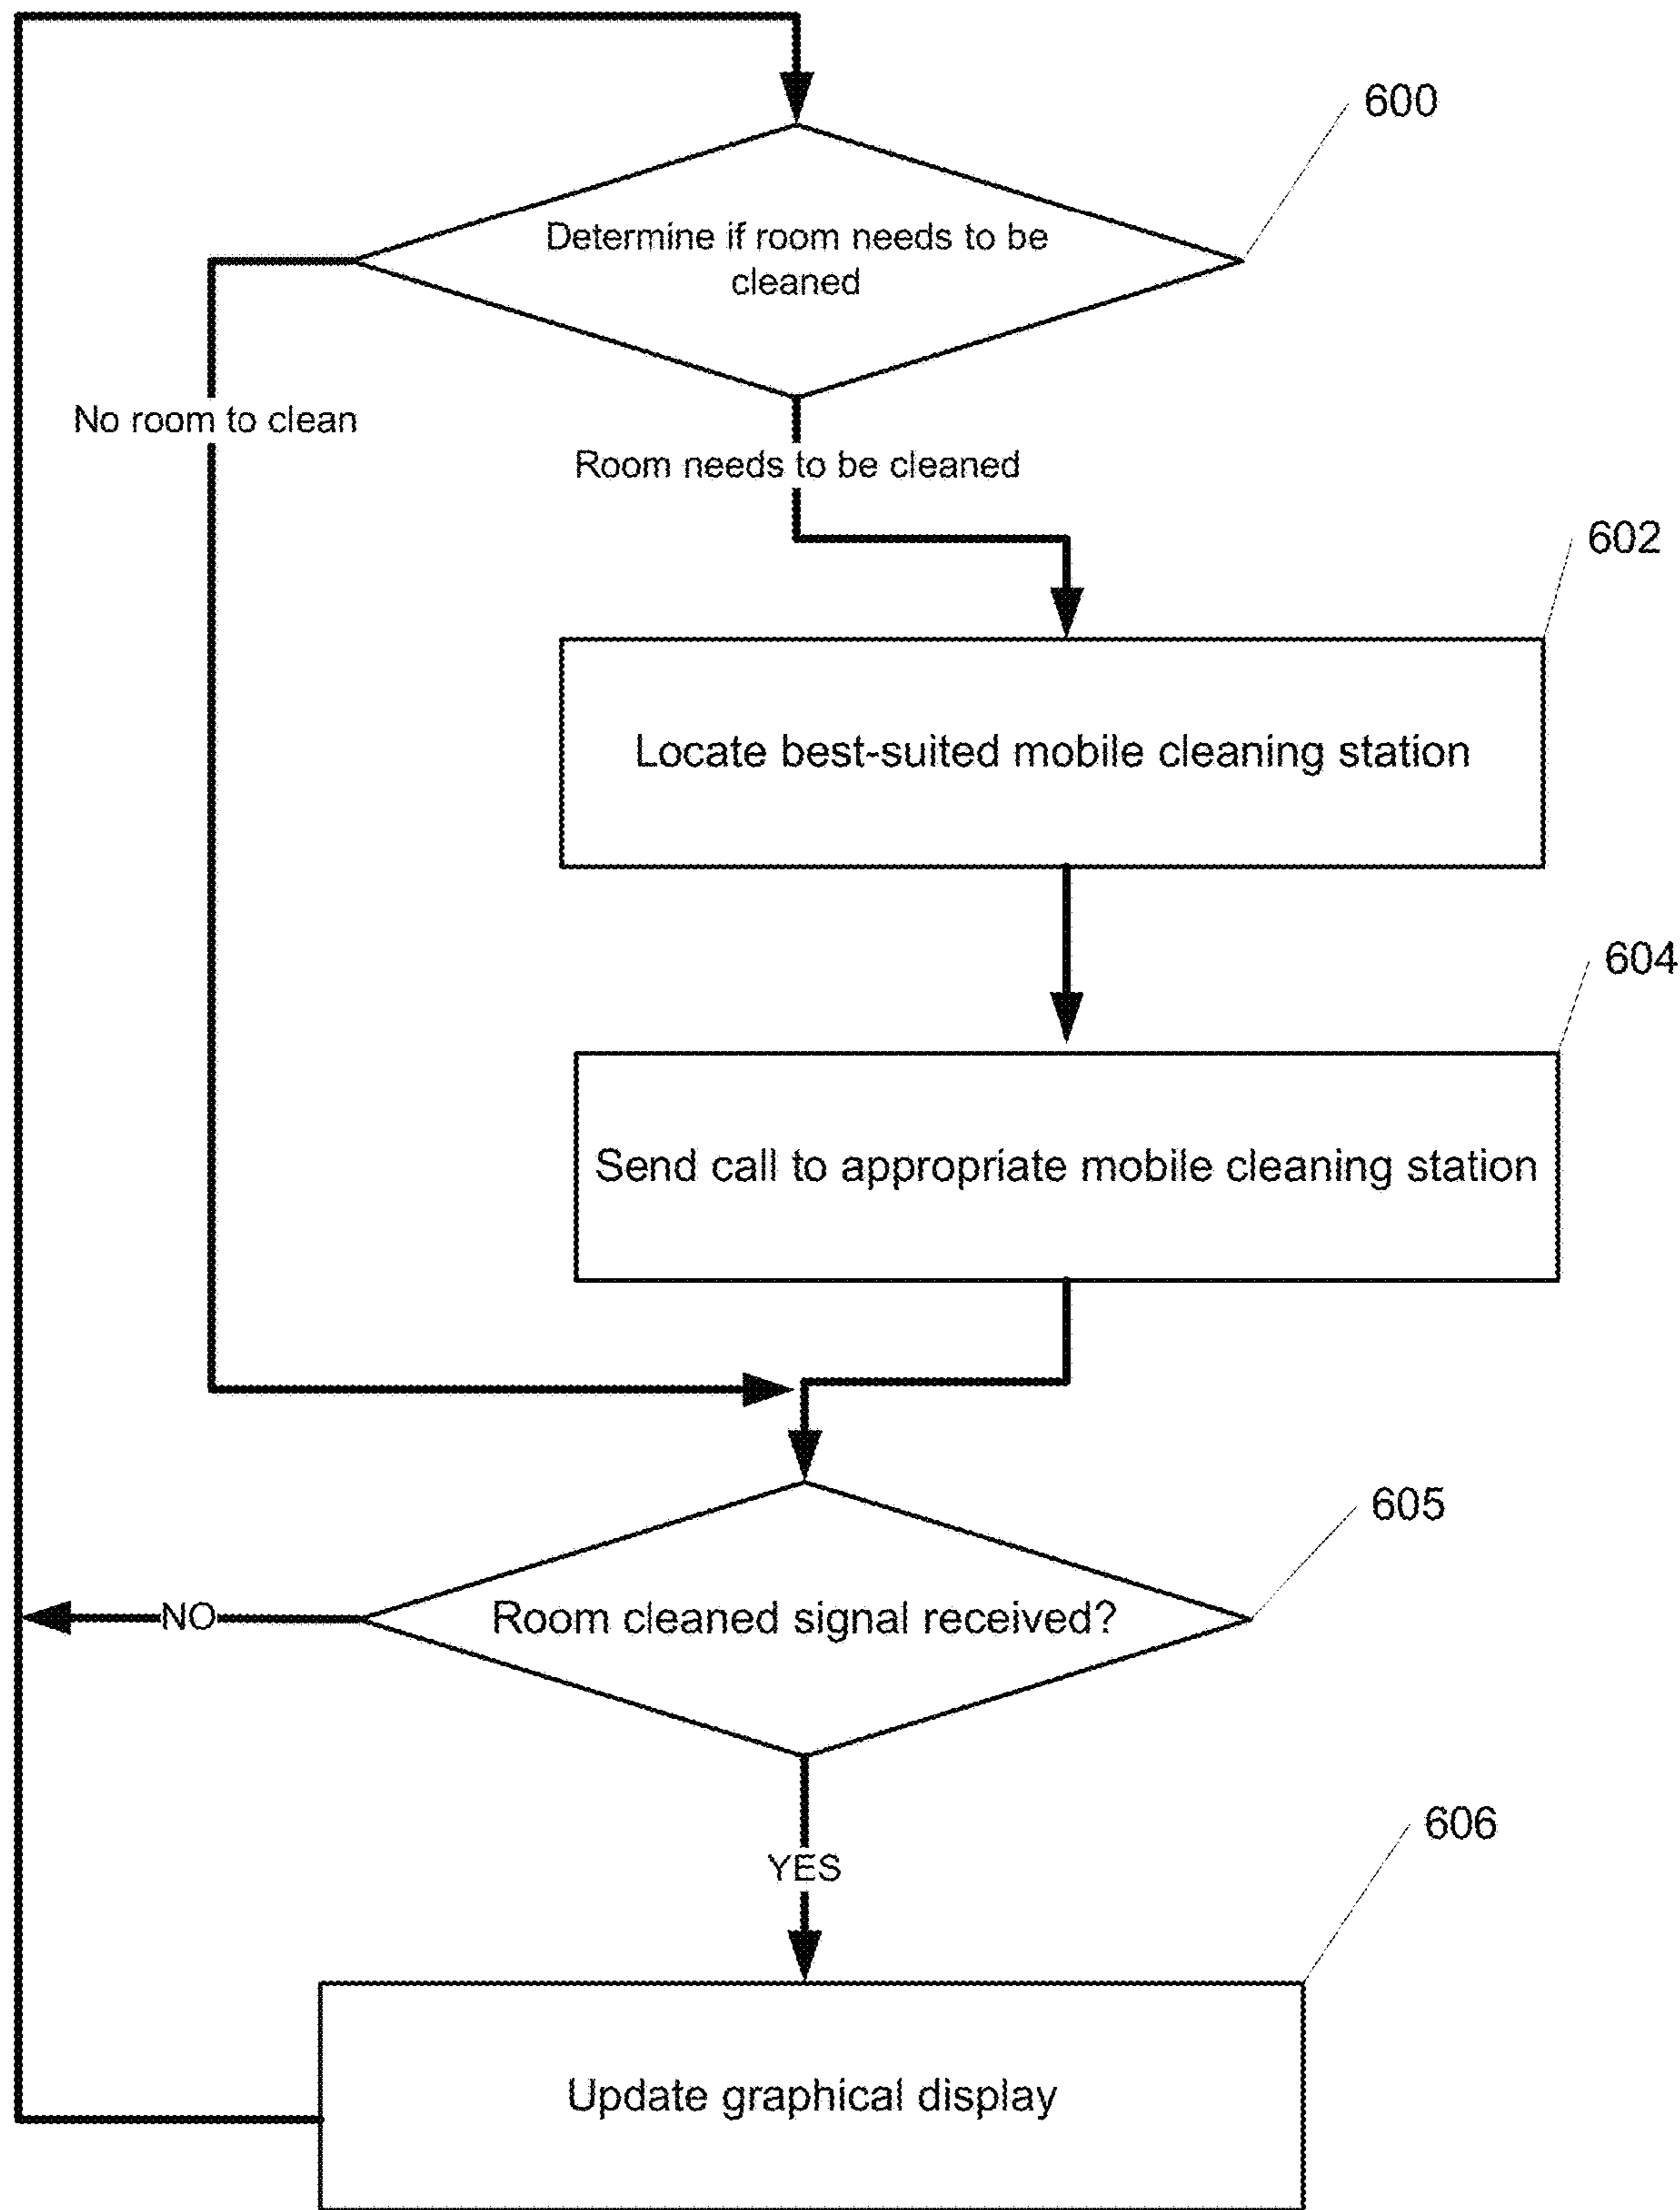 600
Determine if room needs to be
cleaned
No room to clean
Room needs to be cleaned
602
Locate best-suited mobile cleaning station
604
Send call to appropriate mobile cleaning station
605
NO
Room cleaned signal received?
606
YES
Update graphical display